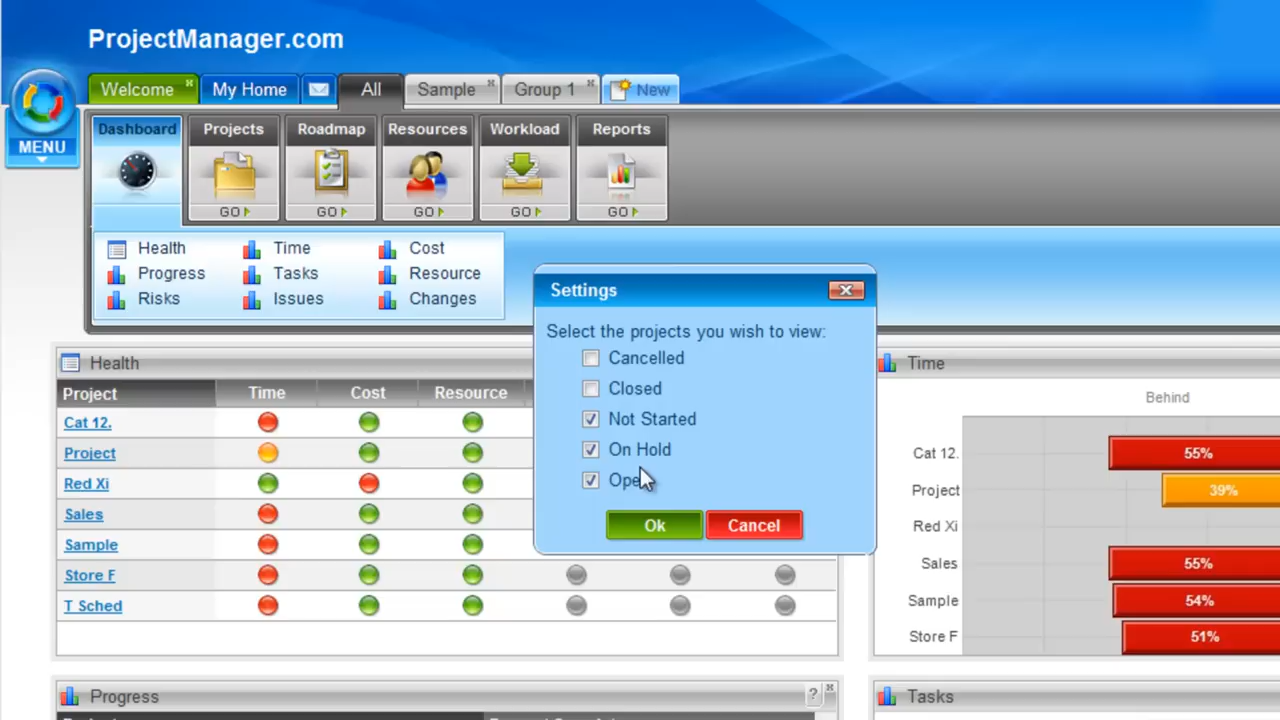 ProjectManager.com
MENU
Welcome
My Home
All
Sample
Group 1
New
Dashboard
Projects
GO
Roadmap
GO
Resources
GO
Workload
GO
Reports
GO
Health
Time
Cost
Progress
Tasks
Resource
Risks
Issues
Changes
Settings
Select the projects you wish to view:
Cancelled
Closed
Not Started
On Hold
Ok
Cancel
Health
Project Time Cost Resource
Cat 12.
Project
Red Xi
Sales
Sample
Store F
T Sched
Time
Behind
Cat 12. 55%
Project 39%
Red Xi
Sales 55%
Sample 54%
Store F 51%
Progress
?
Tasks